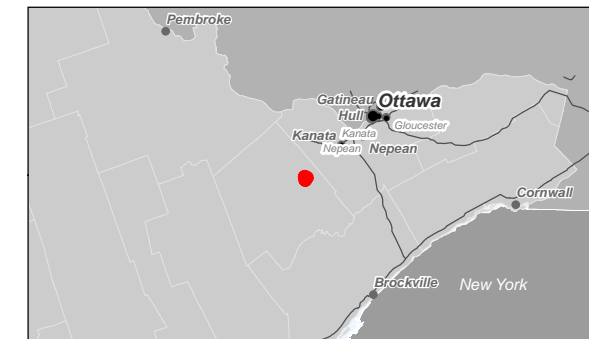 Pembroke
Gatineau
Ottawa
Hull
Gloucester
Kanata
Kanata
Nepean
Nepean
Cornwall
Brockville
New York